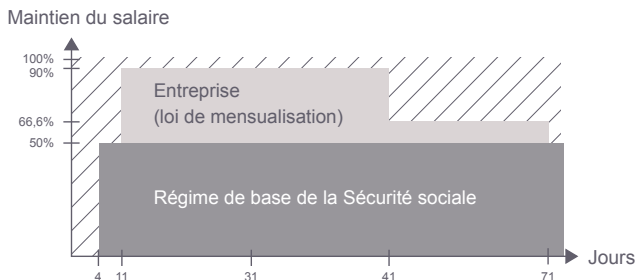 Maintien du salaire
100%
90%
Entreprise
(loi de mensualisation)
66,6%
50%
Régime de base de la Sécurité sociale
Jours
4 11 31 41 71